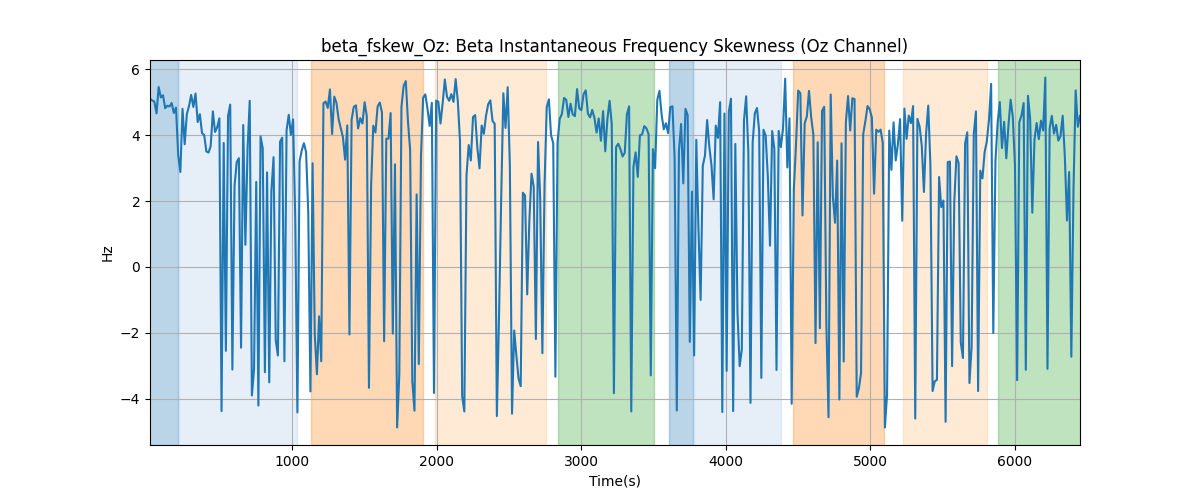 beta_fskew_Oz: Beta Instantaneous Frequency Skewness (Oz Channel)
6
4
2
0
−2
−4
Hz
1000 2000 3000 4000 5000 6000
Time(s)